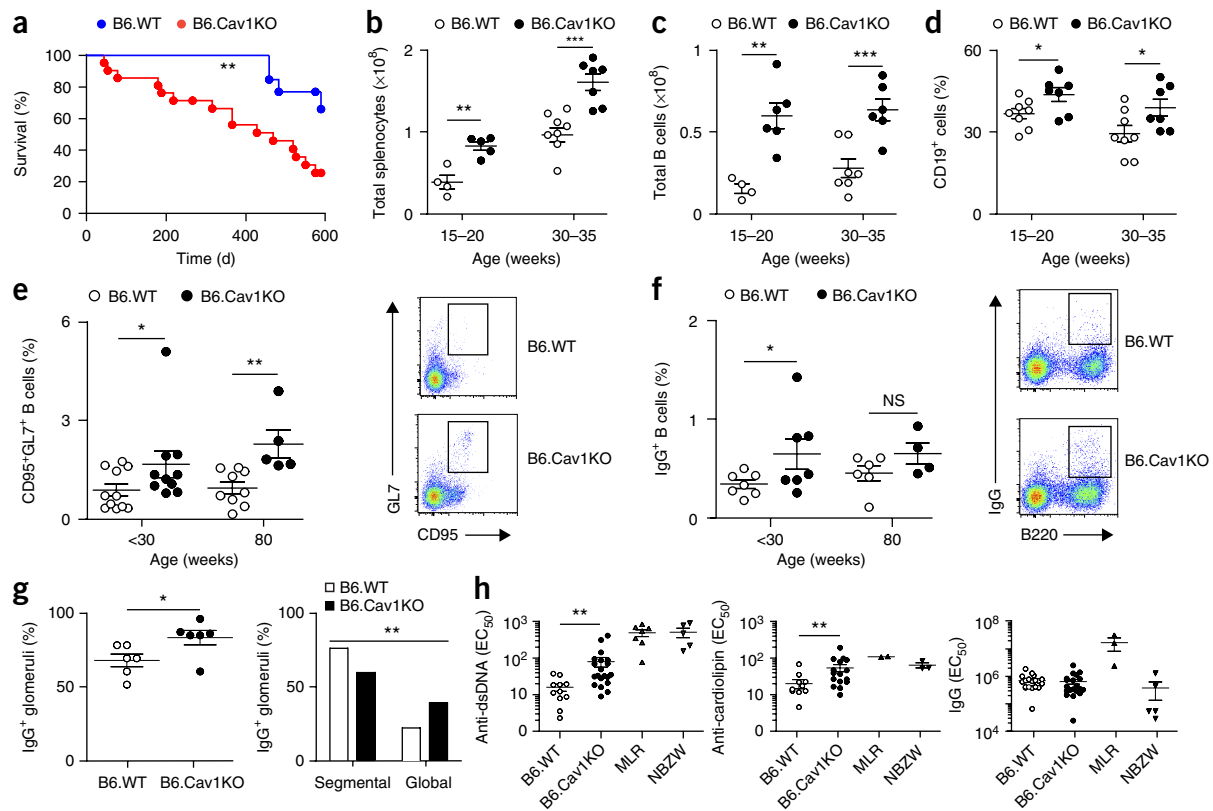 a
B6.WT B6.Cav1KO
100
80
60
40
20
0
**
Survival (%)
0 200 400 600
Time (d)
b
B6.WT B6.Cav1KO
2
1
0
**
***
Total splenocytes (×10⁸)
15–20 30–35
Age (weeks)
c
B6.WT B6.Cav1KO
1
0.5
0
**
***
Total B cells (×10⁸)
15–20 30–35
Age (weeks)
d
B6.WT B6.Cav1KO
60
30
0
*
*
CD19⁺ cells (%)
15–20 30–35
Age (weeks)
e
B6.WT B6.Cav1KO
6
3
0
*
**
CD95⁺GL7⁺ B cells (%)
<30 80
Age (weeks)
B6.WT
B6.Cav1KO
GL7
CD95
f
B6.WT B6.Cav1KO
2
1
0
*
NS
IgG⁺ B cells (%)
<30 80
Age (weeks)
B6.WT
B6.Cav1KO
IgG
B220
g
100
50
0
*
IgG⁺ glomeruli (%)
B6.WT B6.Cav1KO
B6.WT
B6.Cav1KO
100
50
0
**
IgG⁺ glomeruli (%)
Segmental Global
h
10³
10²
10
0
**
Anti-dsDNA (EC₅₀)
B6.WT B6.Cav1KO MLR NBZW
10³
100
10
0
**
Anti-cardiolipin (EC₅₀)
B6.WT B6.Cav1KO MLR NBZW
10⁸
10⁶
10⁴
IgG (EC₅₀)
B6.WT B6.Cav1KO MLR NBZW